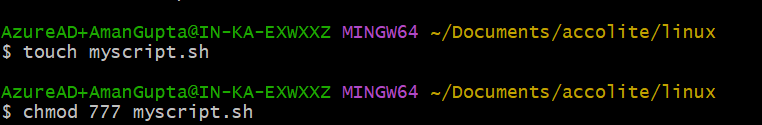 AzureAD+AmanGupta@IN-KA-EXWXXZ MINGW64 ~/Documents/accolite/linux
$ touch myscript.sh
AzureAD+AmanGupta@IN-KA-EXWXXZ MINGW64 ~/Documents/accolite/linux
$ chmod 777 myscript.sh